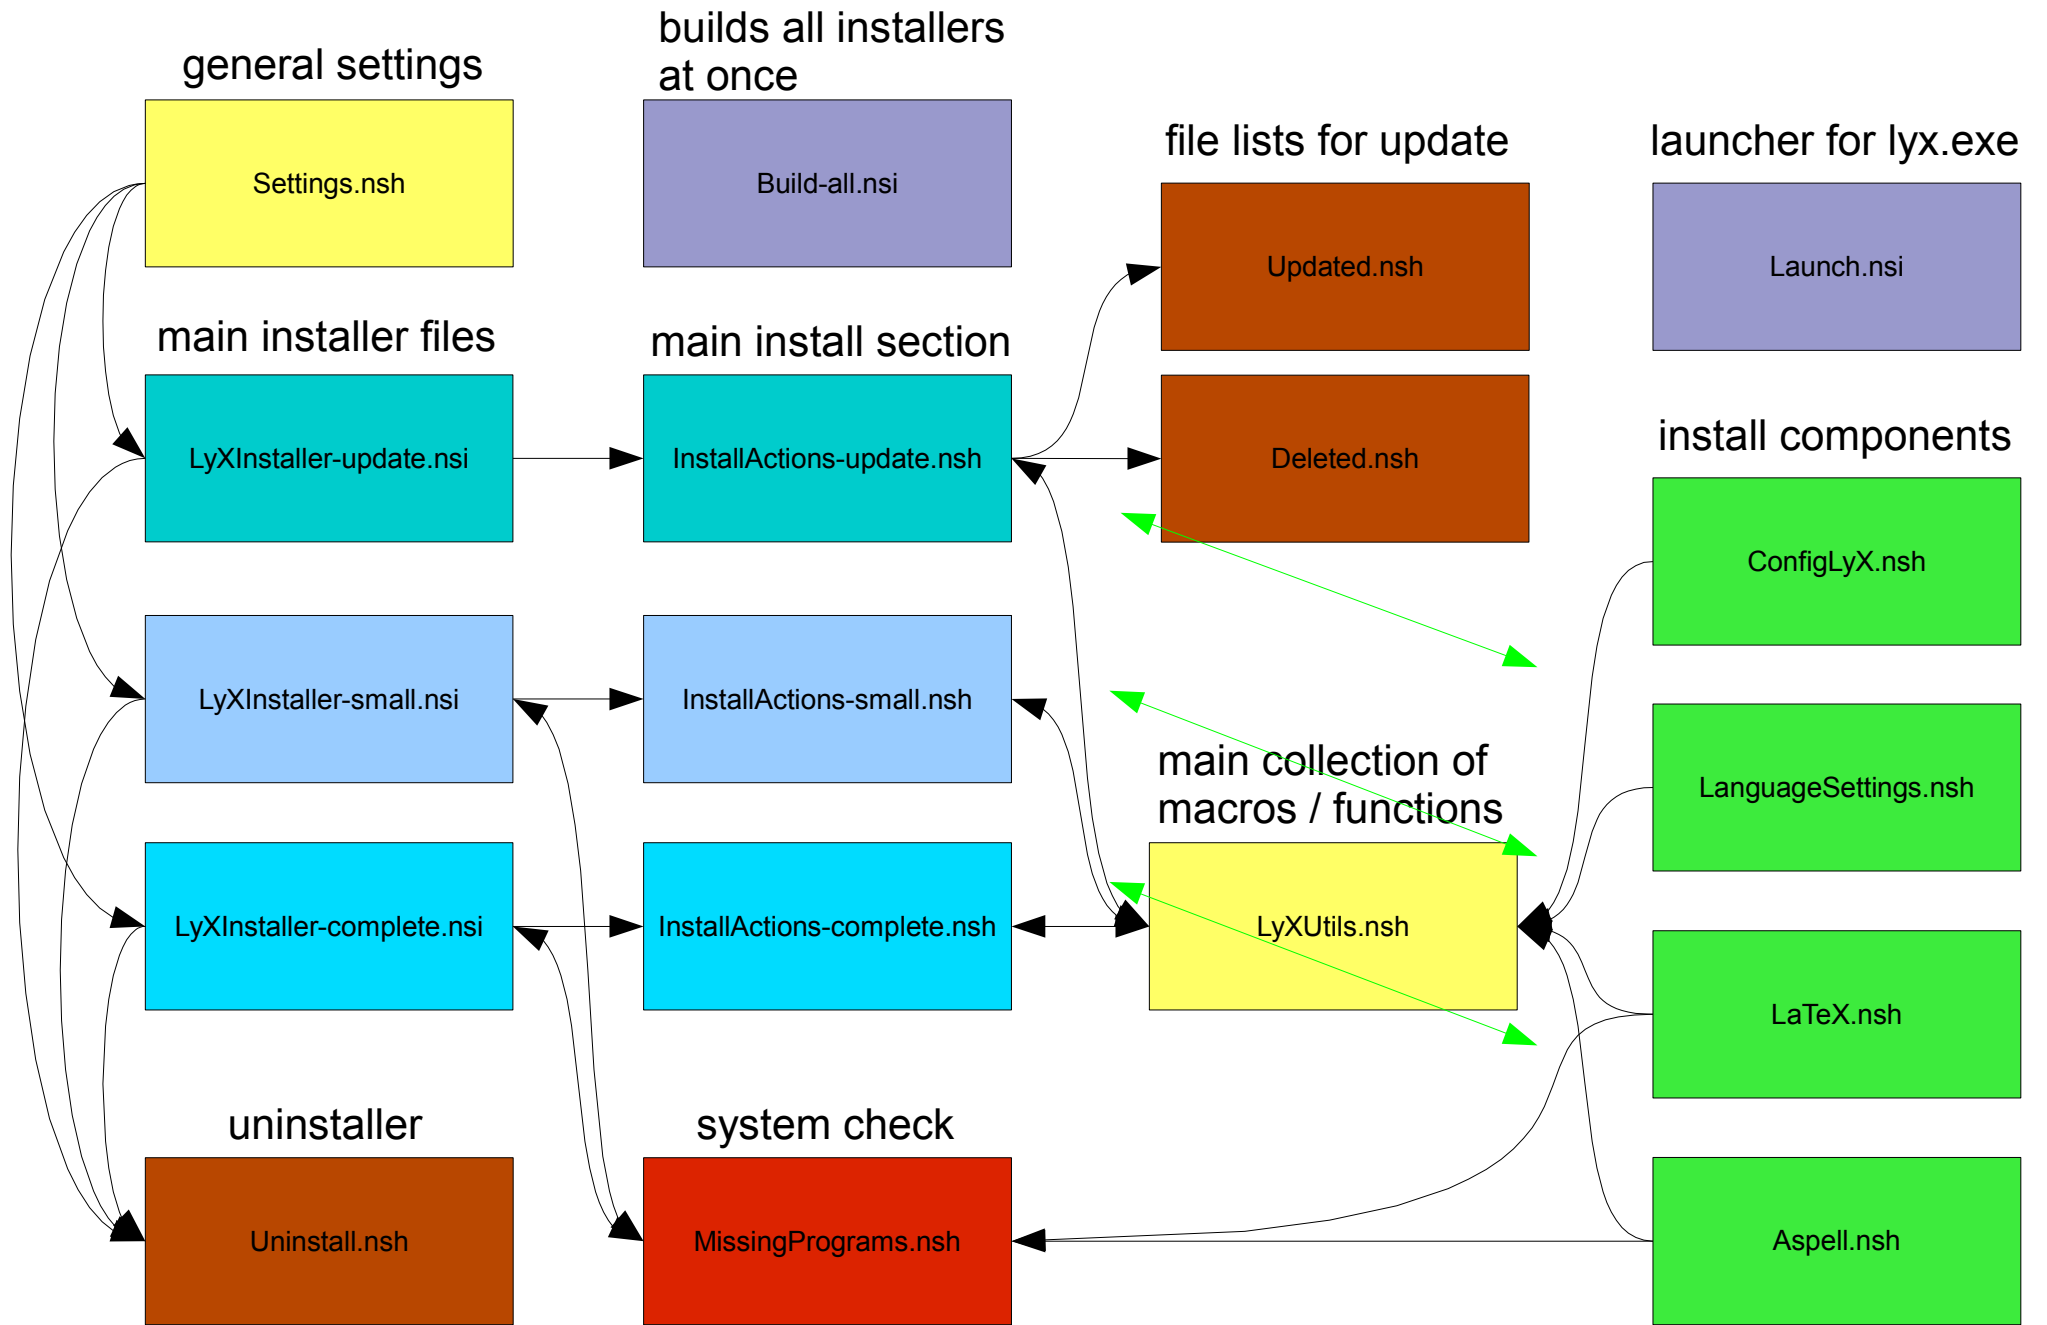 general settings
builds all installers
at once
file lists for update
launcher for lyx.exe
Settings.nsh
Build-all.nsi
Updated.nsh
Launch.nsi
main installer files
main install section
install components
LyXInstaller-update.nsi
InstallActions-update.nsh
Deleted.nsh
ConfigLyX.nsh
LyXInstaller-small.nsi
InstallActions-small.nsh
main collection of
macros / functions
LanguageSettings.nsh
LyXInstaller-complete.nsi
InstallActions-complete.nsh
LyXUtils.nsh
LaTeX.nsh
uninstaller
system check
Uninstall.nsh
MissingPrograms.nsh
Aspell.nsh